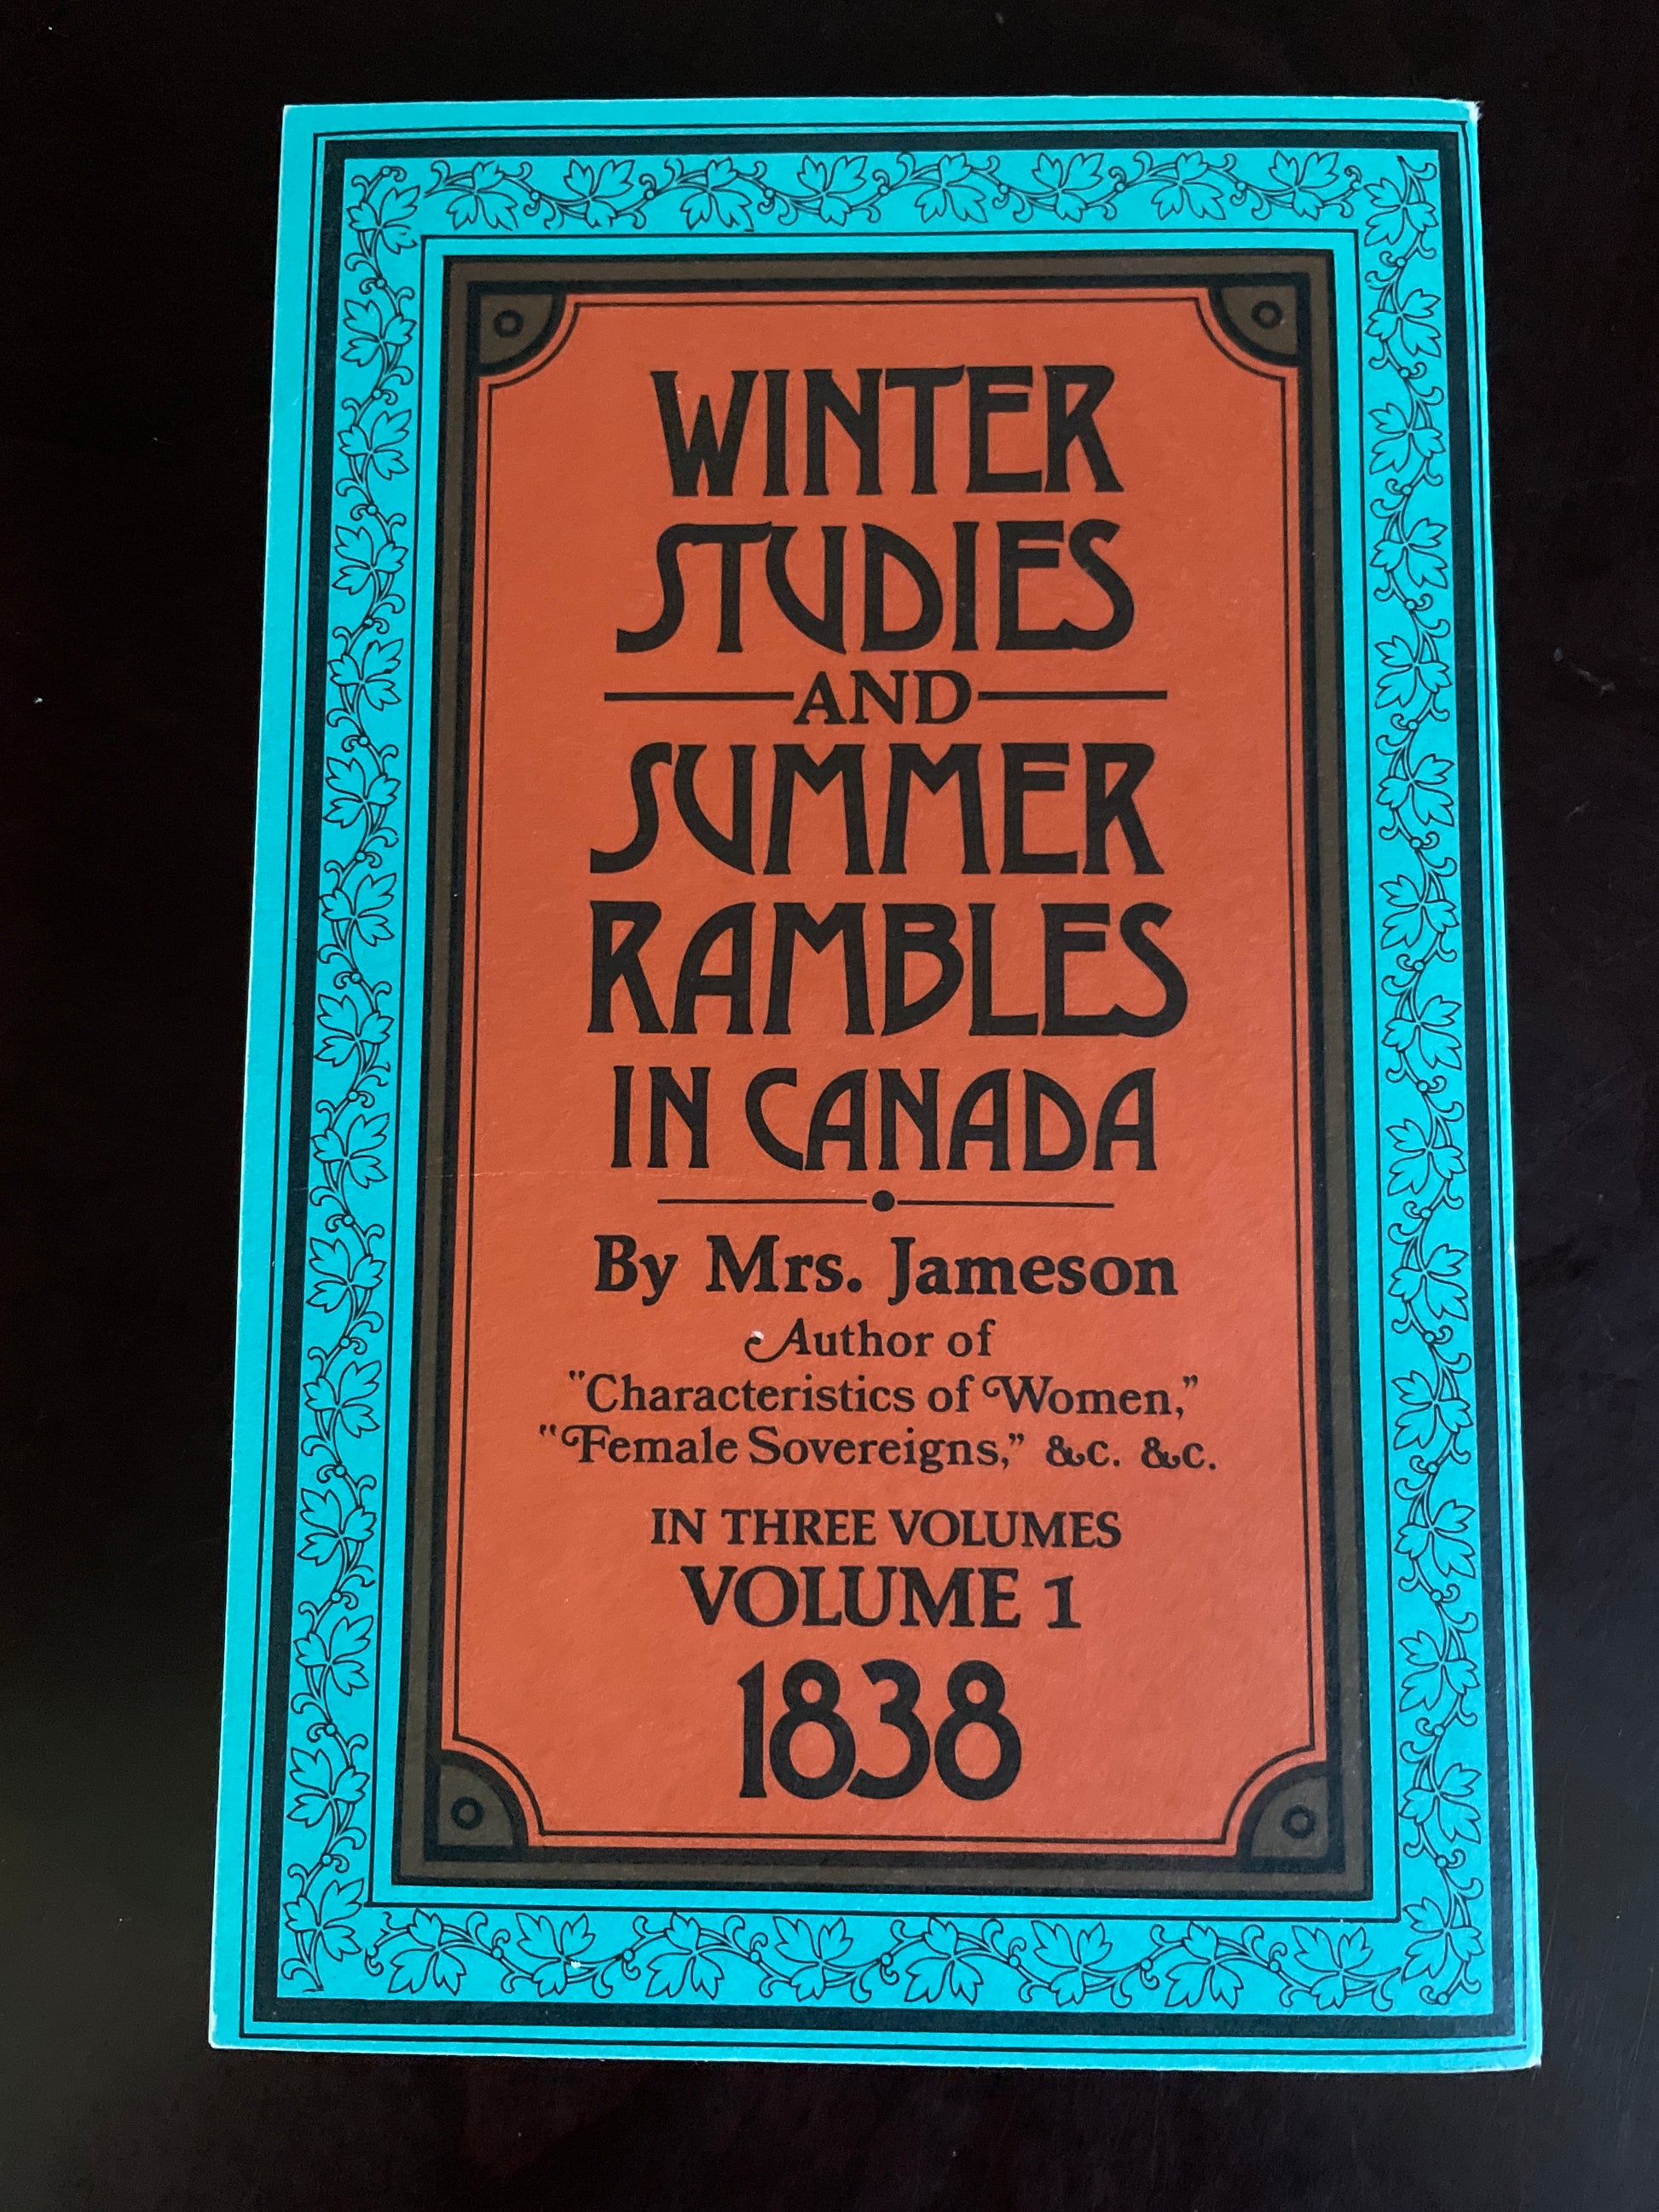 WINTER
STUDIES
AND
SUMMER
RAMBLES
IN CANADA
By Mrs. Jameson
Author of
"Characteristics of Women,"
"Female Sovereigns," &c. &c.
IN THREE VOLUMES
VOLUME 1
1838